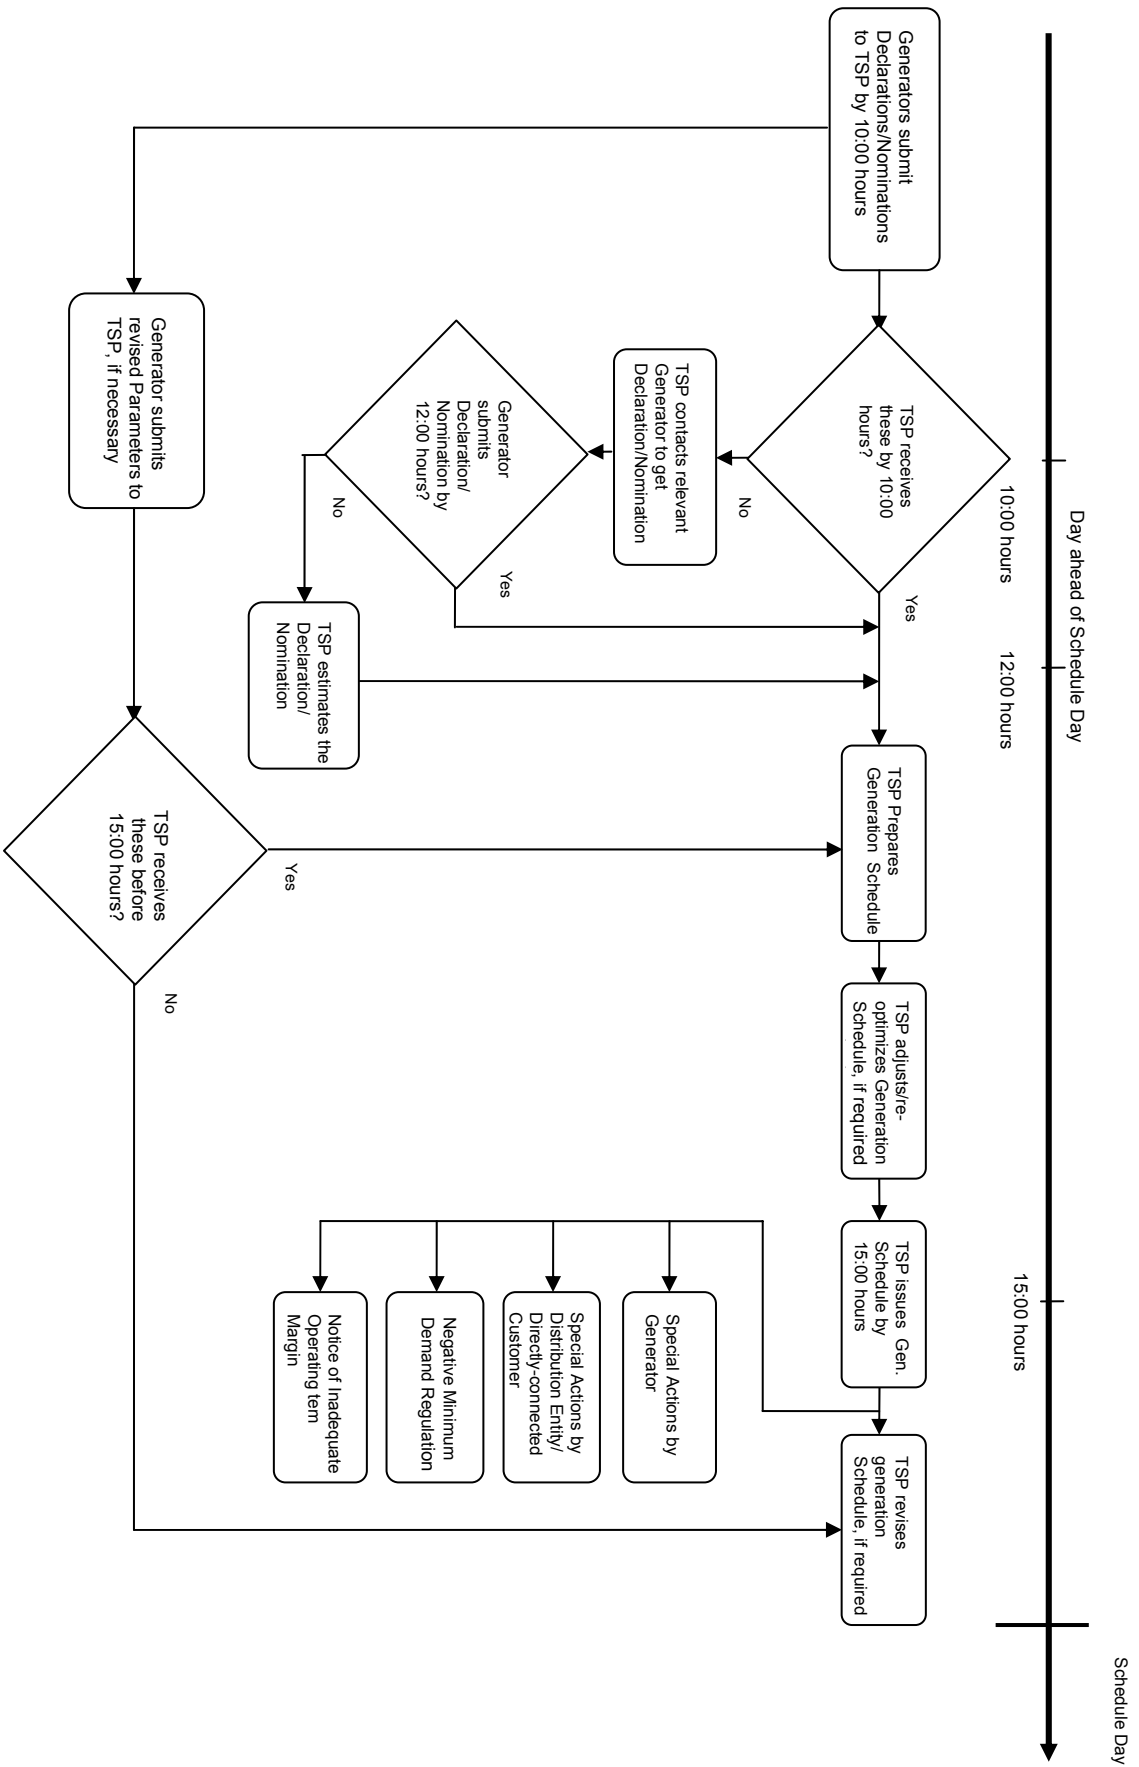 Schedule Day
Day ahead of Schedule Day
10:00 hours
12:00 hours
15:00 hours
Generators submit
Declarations/Nominations
to TSP by 10:00 hours
TSP receives
these by 10:00
hours?
Yes
No
TSP contacts relevant
Generator to get
Declaration/Nomination
Generator
submits
Declaration/
Nomination by
12:00 hours?
Yes
No
TSP estimates the
Declaration/
Nomination
TSP Prepares
Generation Schedule
TSP adjusts/re-
optimizes Generation
Schedule, if required
TSP issues Gen.
Schedule by
15:00 hours
TSP revises
generation
Schedule, if required
Special Actions by
Generator
Special Actions by
Distribution Entity/
Directly-connected
Customer
Negative Minimum
Demand Regulation
Notice of Inadequate
Operating tem
Margin
Generator submits
revised Parameters to
TSP, if necessary
TSP receives
these before
15:00 hours?
Yes
No